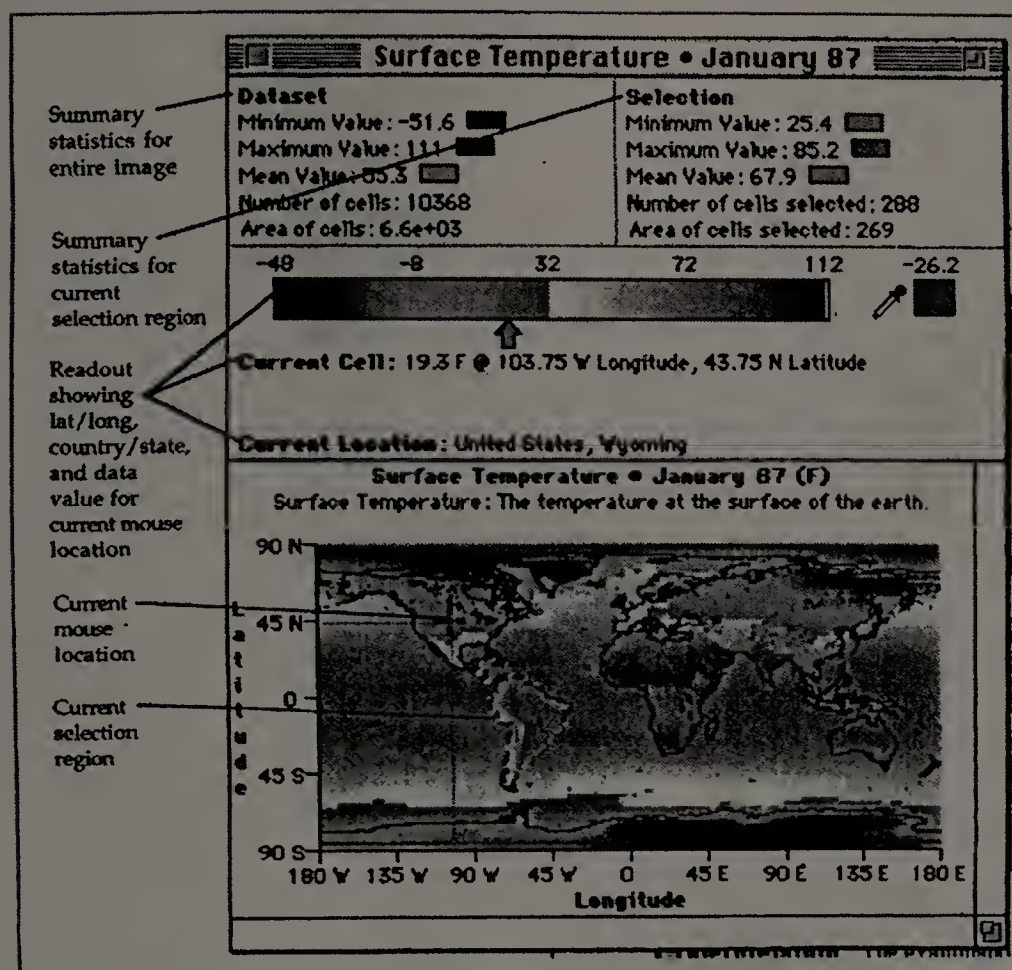 Surface Temperature • January 87
Summary
statistics for
entire image
Summary
statistics for
current
selection region
Readout
showing
lat/long,
country/state,
and data
value for
current mouse
location
Current
mouse
location
Current
selection
region
Dataset
Minimum Value: -51.6
Maximum Value: 111
Mean Value:
Number of cells: 10368
Area of cells: 6.6e+03
Selection
Minimum Value: 25.4
Maximum Value: 85.2
Mean Value: 67.9
Number of cells selected: 288
Area of cells selected: 269
-48 -8 32 72 112 -26.2
Current Cell: 19.3 F @ 103.75 W Longitude, 43.75 N Latitude
Current Location: United States, Wyoming
Surface Temperature • January 87 (F)
Surface Temperature: The temperature at the surface of the earth.
90 N
45 N
0
45 S
90 S
Latitude
180 W 135 W 90 W 45 W 0 45 E 90 E 135 E 180 E
Longitude